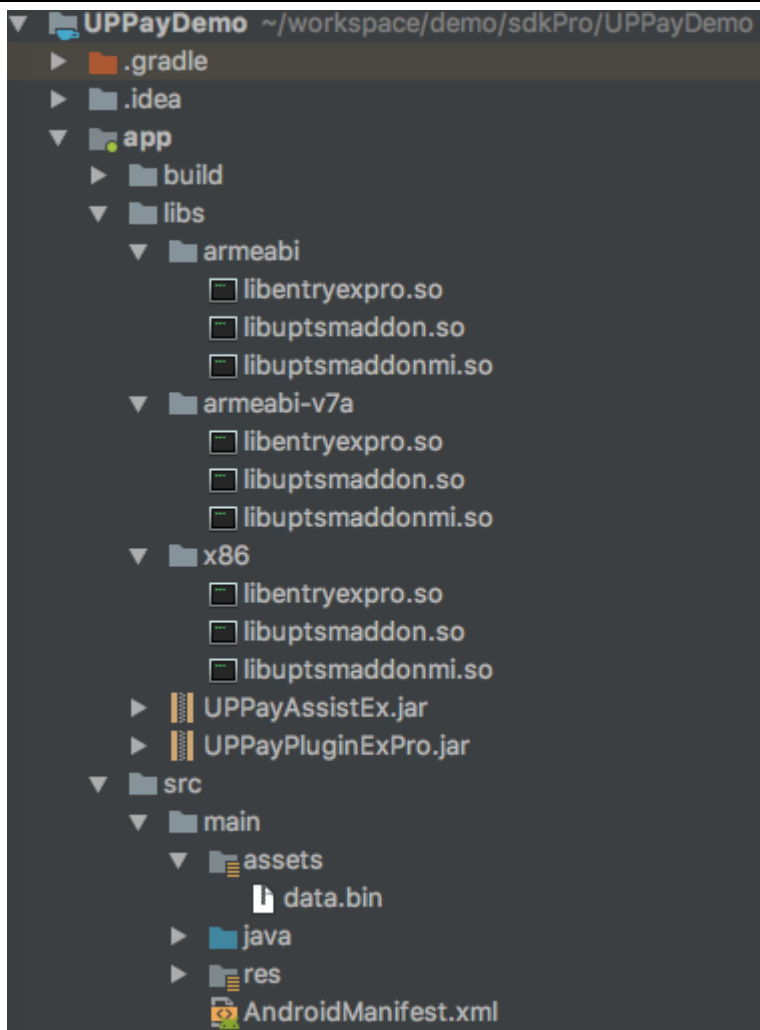 UPPayDemo ~/workspace/demo/sdkPro/UPPayDemo
.gradle
.idea
app
build
libs
armeabi
libentryexpro.so
libuptsmaddon.so
libuptsmaddonmi.so
armeabi-v7a
libentryexpro.so
libuptsmaddon.so
libuptsmaddonmi.so
x86
libentryexpro.so
libuptsmaddon.so
libuptsmaddonmi.so
UPPayAssistEx.jar
UPPayPluginExPro.jar
src
main
assets
data.bin
java
res
AndroidManifest.xml